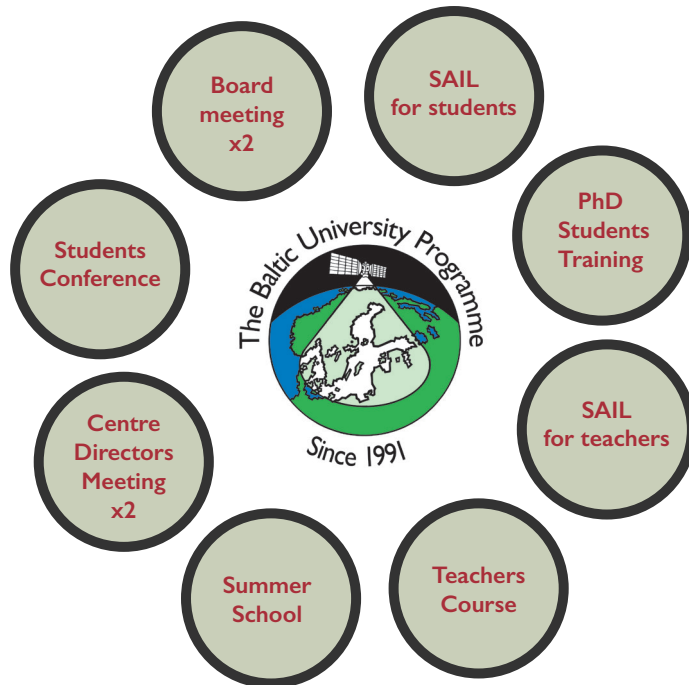 Board
meeting
x2
SAIL
for students
PhD
Students
Training
SAIL
for teachers
Teachers
Course
Summer
School
Centre
Directors
Meeting
x2
Students
Conference
The Baltic University Programme
Since 1991